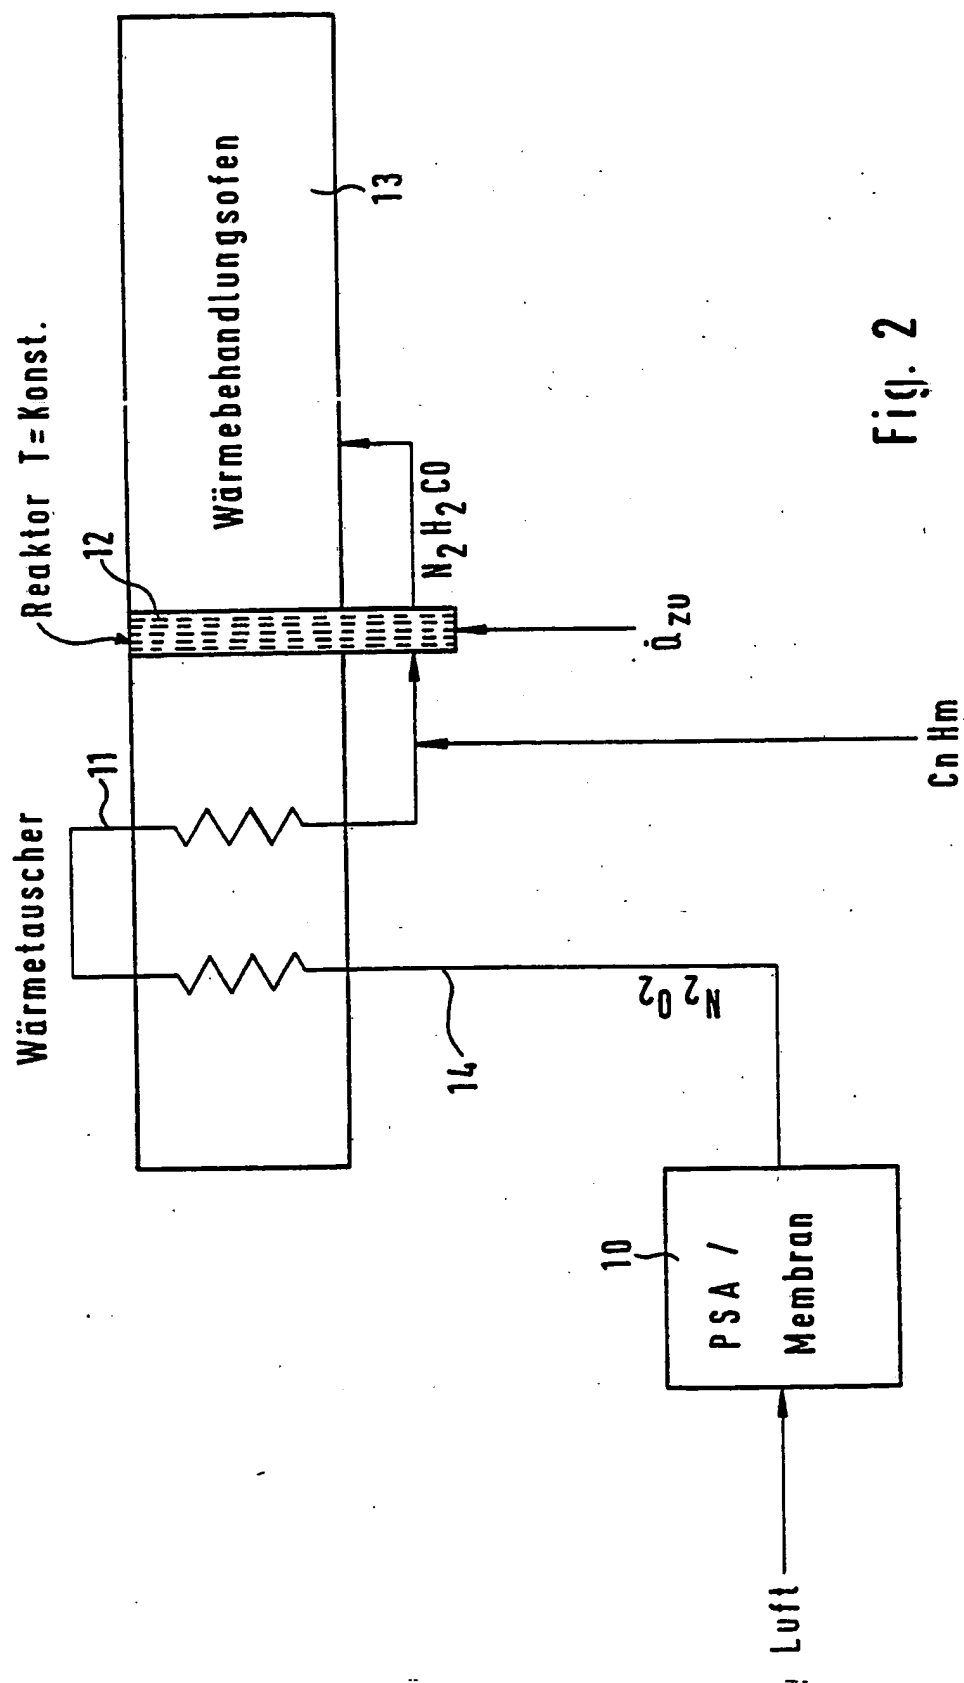 Wärmetauscher
11
Reaktor T=Konst.
12
Wärmebehandlungsofen
13
14
N2O2
N2H2CO
Q̇zu
CnHm
10
PSA /
Membran
Luft
Fig. 2